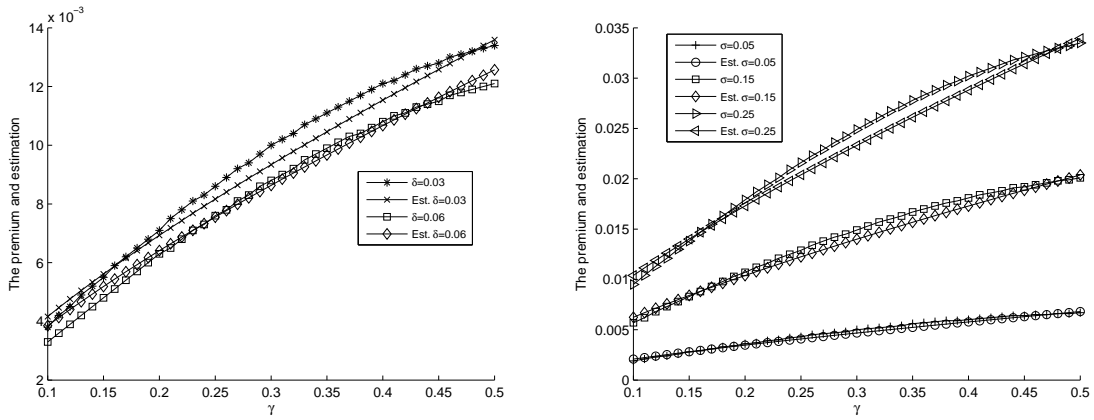 x 10⁻³
14
12
10
8
6
4
2
0.1 0.15 0.2 0.25 0.3 0.35 0.4 0.45 0.5
γ
The premium and estimation
δ=0.03
Est. δ=0.03
δ=0.06
Est. δ=0.06
0.035
0.03
0.025
0.02
0.015
0.01
0.005
0
0.1 0.15 0.2 0.25 0.3 0.35 0.4 0.45 0.5
γ
The premium and estimation
σ=0.05
Est. σ=0.05
σ=0.15
Est. σ=0.15
σ=0.25
Est. σ=0.25